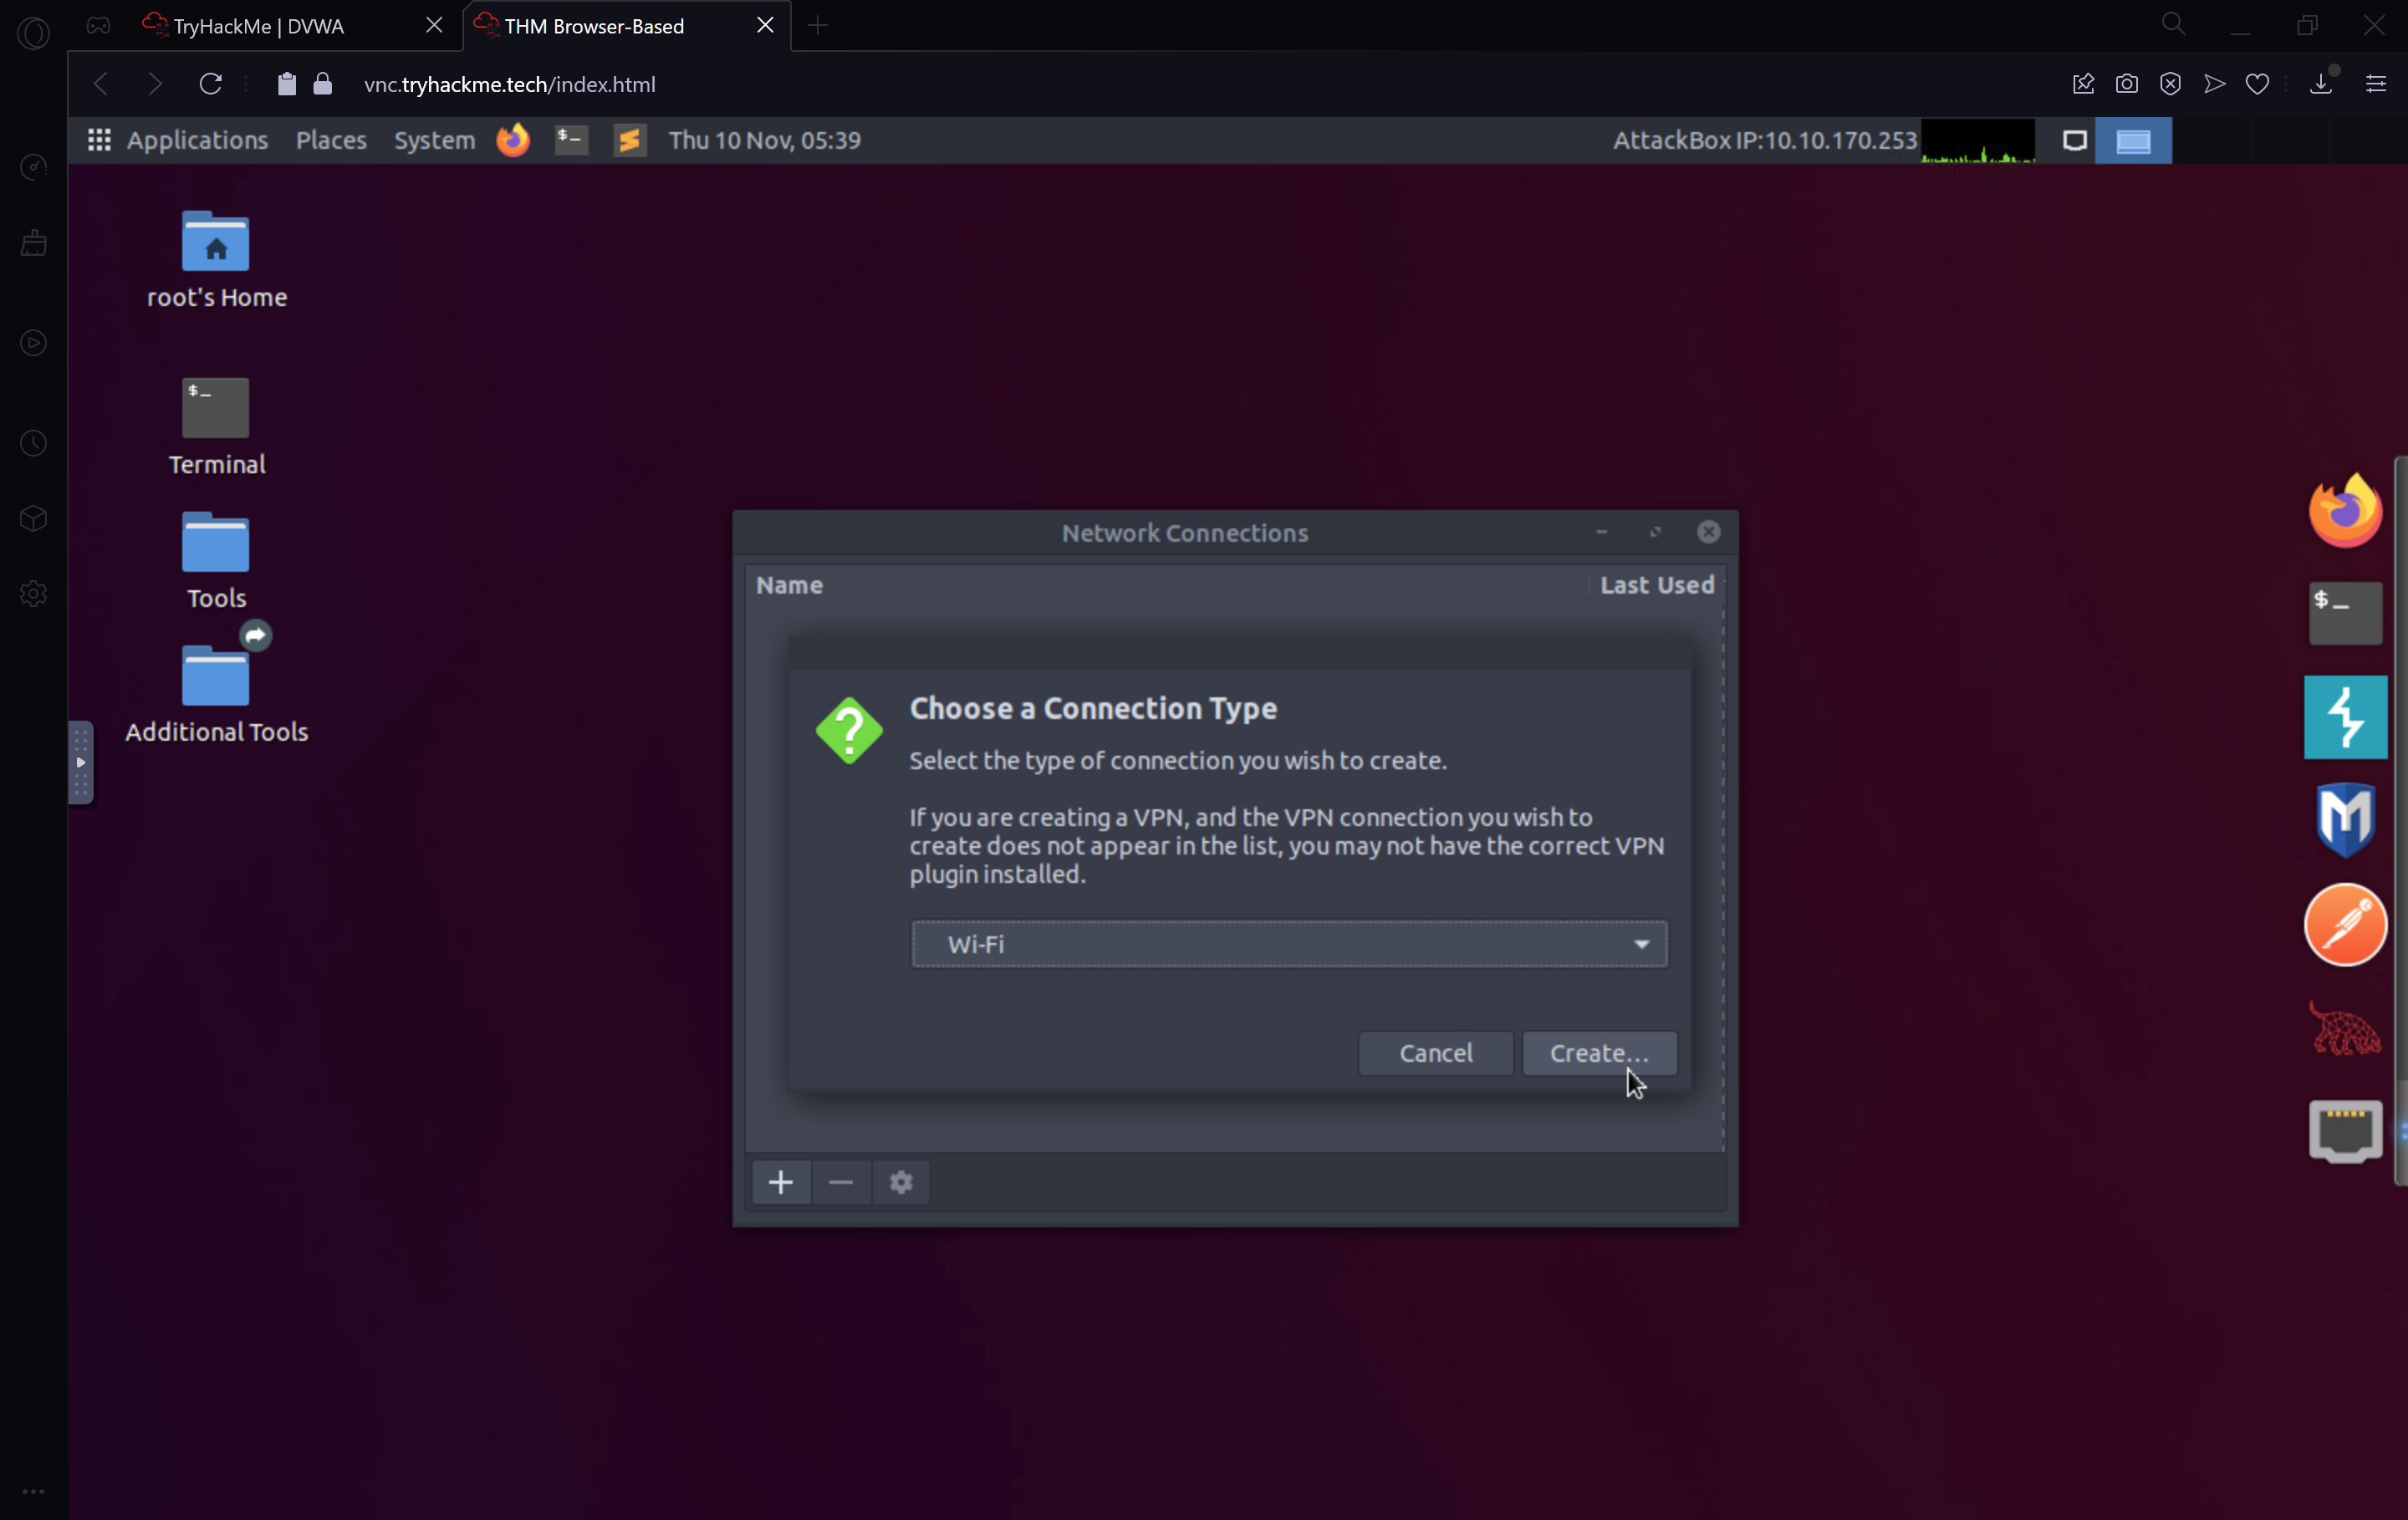 TryHackMe | DVWA
THM Browser-Based
vnc.tryhackme.tech/index.html
Applications Places System $_ Thu 10 Nov, 05:39 AttackBox IP:10.10.170.253
root's Home
$_
Terminal
Tools
Additional Tools
Network Connections
Name Last Used
Choose a Connection Type
Select the type of connection you wish to create.
If you are creating a VPN, and the VPN connection you wish to
create does not appear in the list, you may not have the correct VPN
plugin installed.
Wi-Fi
Cancel Create...
$_